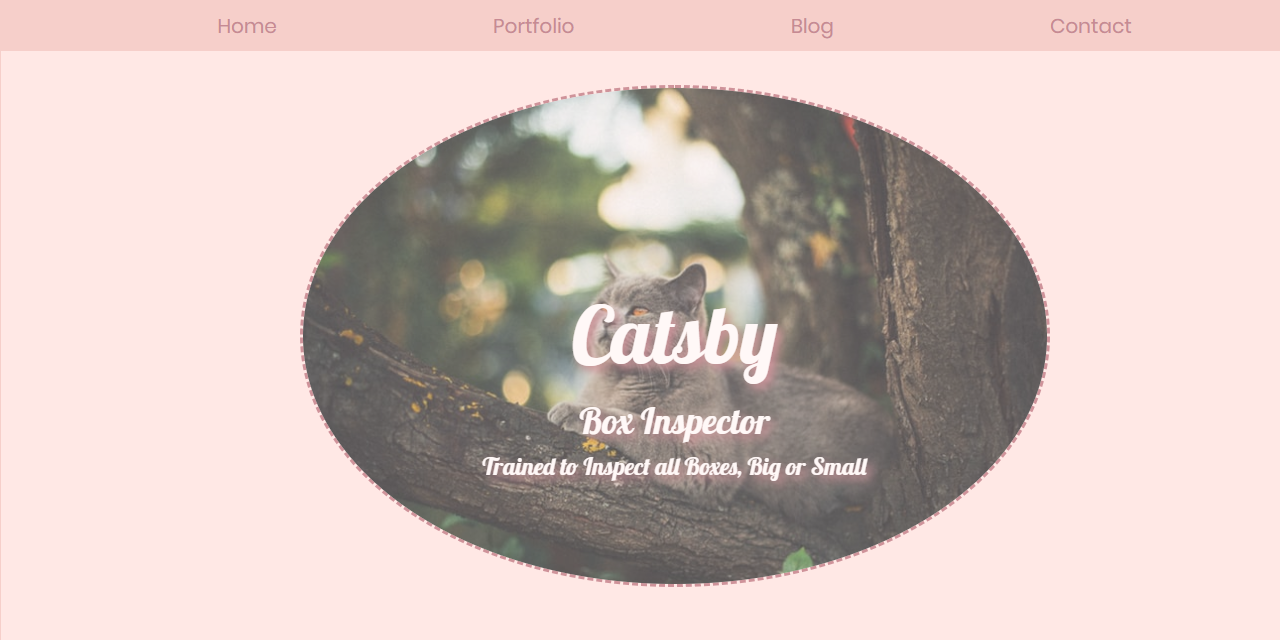 Home Portfolio Blog Contact
Catsby
Box Inspector
Trained to Inspect all Boxes, Big or Small